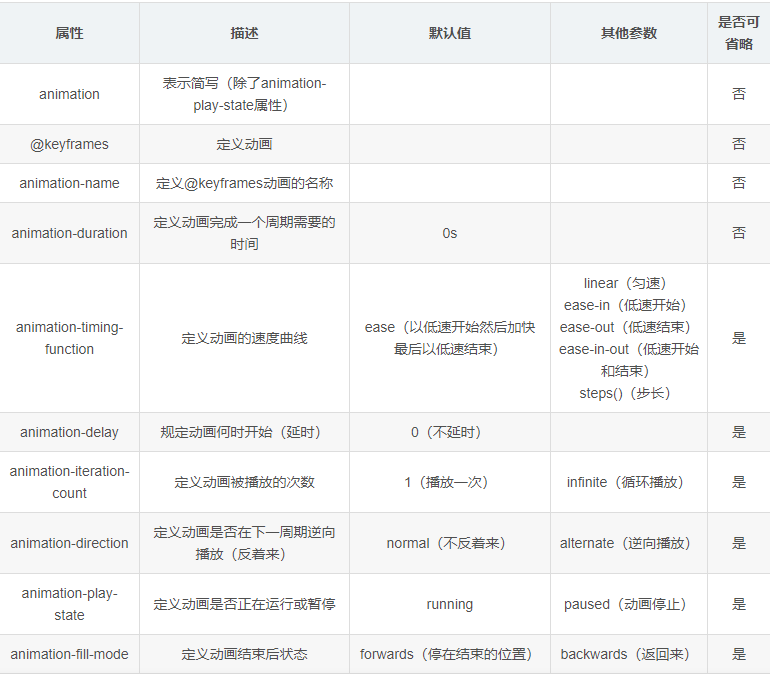 属性
描述
默认值
其他参数
是否可
省略
animation
表示简写（除了animation-
play-state属性）
否
@keyframes
定义动画
否
animation-name
定义@keyframes动画的名称
否
animation-duration
定义动画完成一个周期需要的
时间
0s
否
animation-timing-
function
定义动画的速度曲线
ease（以低速开始然后加快
最后以低速结束）
linear（匀速）
ease-in（低速开始）
ease-out（低速结束）
ease-in-out（低速开始
和结束）
steps()（步长）
是
animation-delay
规定动画何时开始（延时）
0（不延时）
是
animation-iteration-
count
定义动画被播放的次数
1（播放一次）
infinite（循环播放）
是
animation-direction
定义动画是否在下一周期逆向
播放（反着来）
normal（不反着来）
alternate（逆向播放）
是
animation-play-
state
定义动画是否正在运行或暂停
running
paused（动画停止）
是
animation-fill-mode
定义动画结束后状态
forwards（停在结束的位置）
backwards（返回来）
是